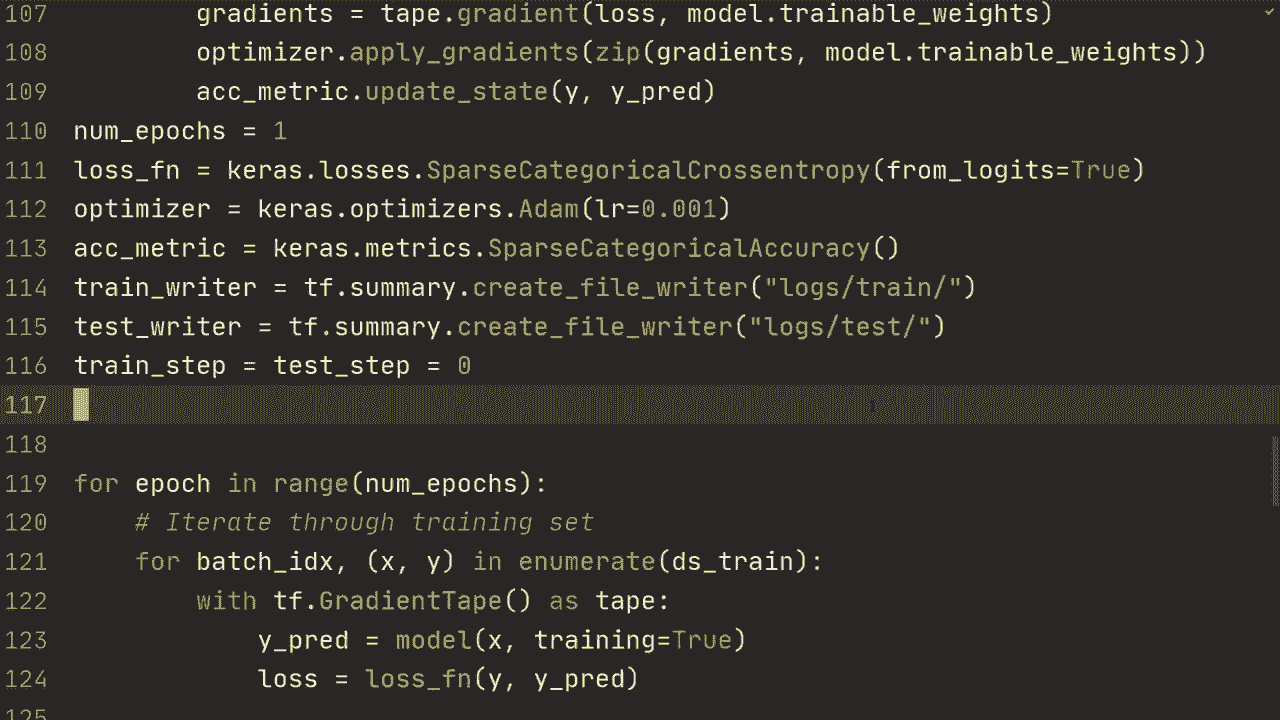 107 gradients = tape.gradient(loss, model.trainable_weights)
108 optimizer.apply_gradients(zip(gradients, model.trainable_weights))
109 acc_metric.update_state(y, y_pred)
110 num_epochs = 1
111 loss_fn = keras.losses.SparseCategoricalCrossentropy(from_logits=True)
112 optimizer = keras.optimizers.Adam(lr=0.001)
113 acc_metric = keras.metrics.SparseCategoricalAccuracy()
114 train_writer = tf.summary.create_file_writer("logs/train/")
115 test_writer = tf.summary.create_file_writer("logs/test/")
116 train_step = test_step = 0
117
118
119 for epoch in range(num_epochs):
120 # Iterate through training set
121 for batch_idx, (x, y) in enumerate(ds_train):
122 with tf.GradientTape() as tape:
123 y_pred = model(x, training=True)
124 loss = loss_fn(y, y_pred)
125